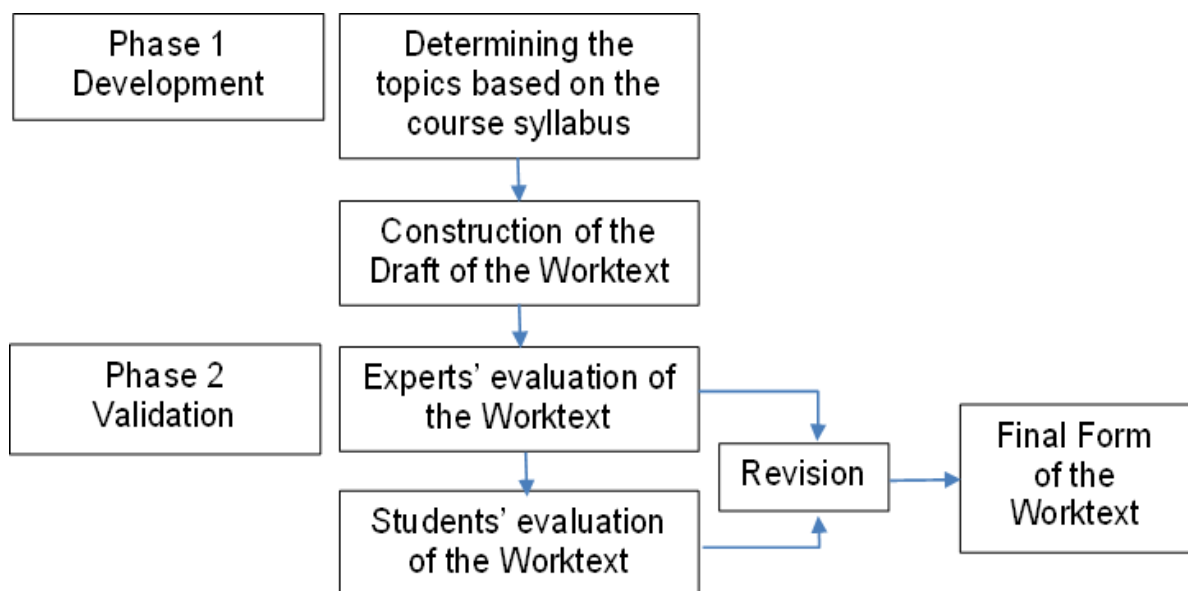 Phase 1
Development
Determining the
topics based on the
course syllabus
Construction of the
Draft of the Worktext
Phase 2
Validation
Experts’ evaluation of
the Worktext
Students’ evaluation
of the Worktext
Revision
Final Form
of the
Worktext